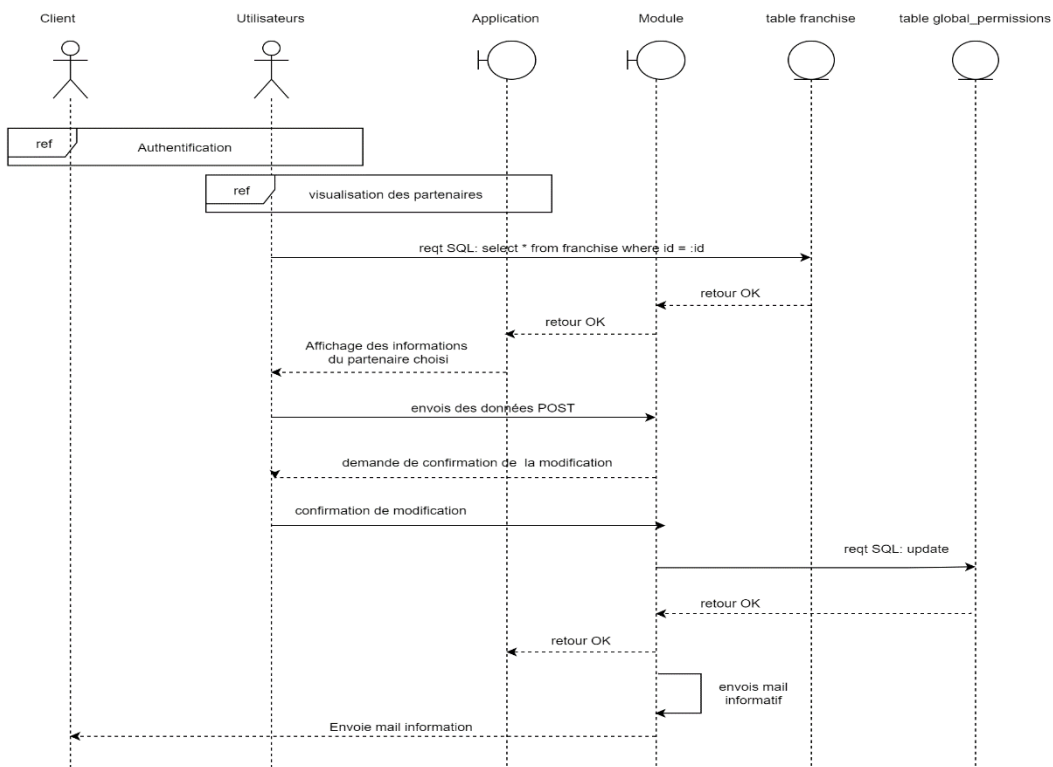 Client
Utilisateurs
Application
Module
table franchise
table global_permissions
ref
Authentification
ref
visualisation des partenaires
reqt SQL: select * from franchise where id = :id
retour OK
retour OK
Affichage des informations
du partenaire choisi
envois des données POST
demande de confirmation de la modification
confirmation de modification
reqt SQL: update
retour OK
retour OK
envois mail
informatif
Envoie mail information